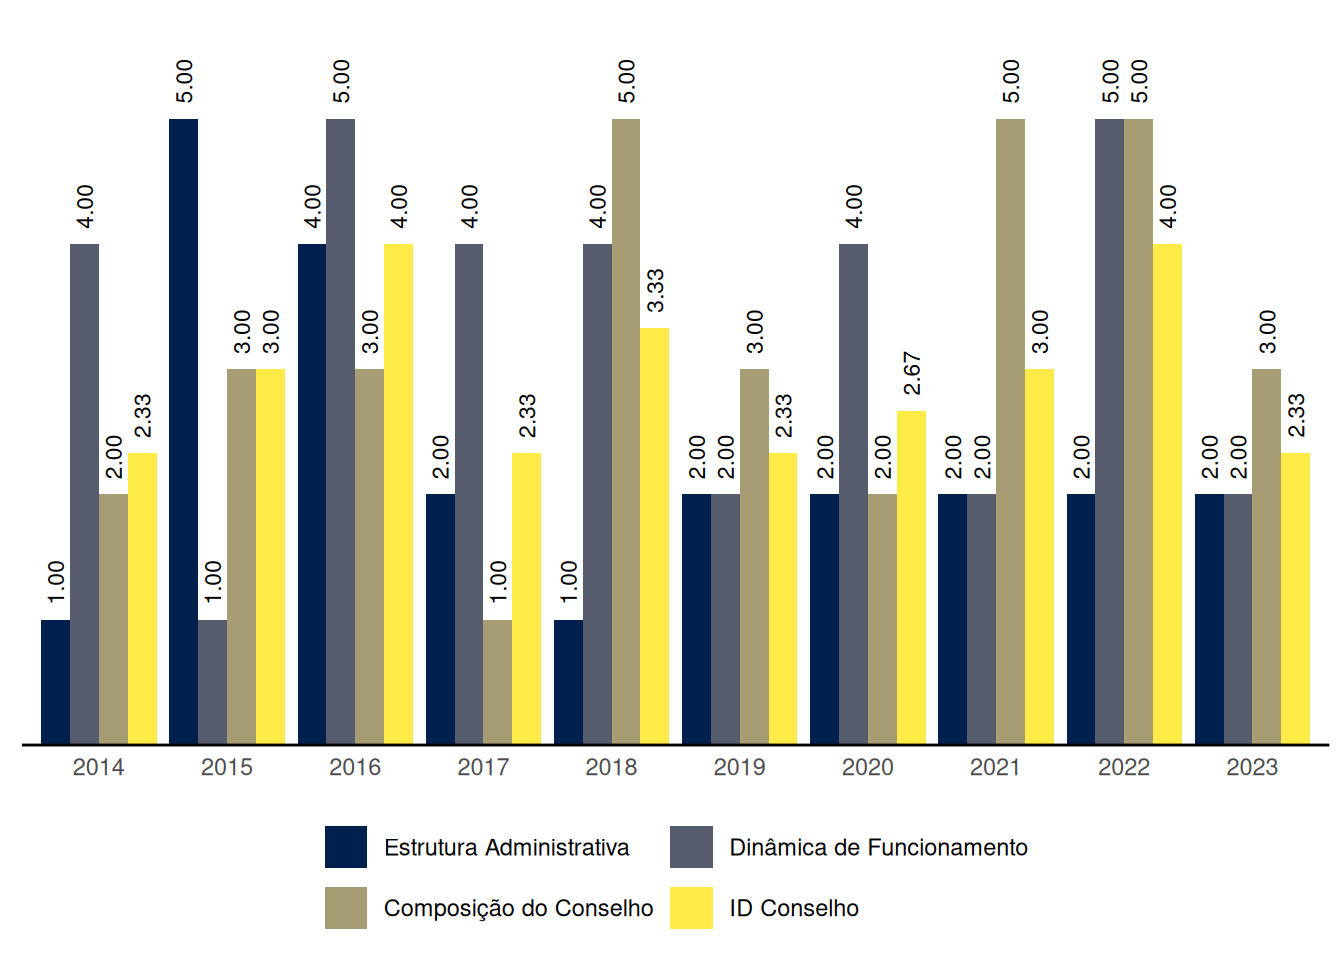 1.00 4.00 2.00 2.33 5.00 1.00 3.00 3.00 4.00 5.00 3.00 4.00 2.00 4.00 1.00 2.33 1.00 4.00 5.00 3.33 2.00 2.00 3.00 2.33 2.00 4.00 2.00 2.67 2.00 2.00 5.00 3.00 2.00 5.00 5.00 4.00 2.00 2.00 3.00 2.33
2014 2015 2016 2017 2018 2019 2020 2021 2022 2023
Estrutura Administrativa Dinâmica de Funcionamento
Composição do Conselho ID Conselho